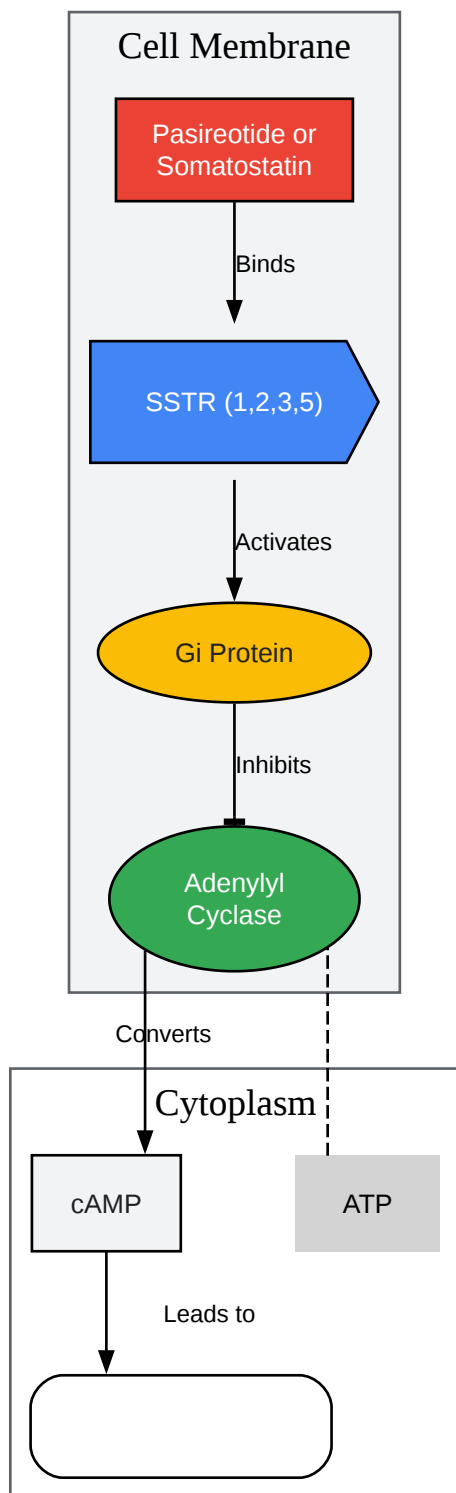 Cell Membrane
Pasireotide or
Somatostatin
Binds
SSTR (1,2,3,5)
Activates
Gi Protein
Inhibits
Adenylyl
Cyclase
Converts
Cytoplasm
cAMP
ATP
Leads to